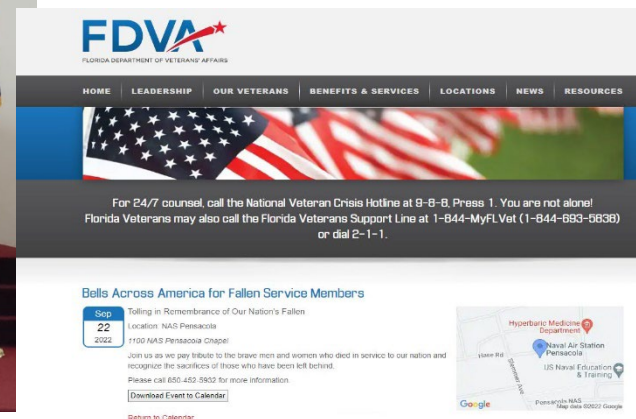 FDVA
FLORIDA DEPARTMENT OF VETERANS' AFFAIRS
HOME LEADERSHIP OUR VETERANS BENEFITS & SERVICES LOCATIONS NEWS RESOURCES
For 24/7 counsel, call the National Veteran Crisis Hotline at 9-8-8, Press 1. You are not alone!
Florida Veterans may also call the Florida Veterans Support Line at 1-844-MyFLVet (1-844-693-5838)
or dial 2-1-1.
Bells Across America for Fallen Service Members
Sep
22
2022
Tolling in Remembrance of Our Nation's Fallen
Location: NAS Pensacola
1100 NAS Pensacola Chapel
Join us as we pay tribute to the brave men and women who died in service to our nation and
recognize the sacrifices of those who have been left behind.
Please call 850-452-5932 for more information.
Download Event to Calendar
Return to Calendar
Hyperbaric Medicine
Department
Naval Air Station
Pensacola
US Naval Education
& Training
Google
Pensacola NAS
Map data ©2022 Google